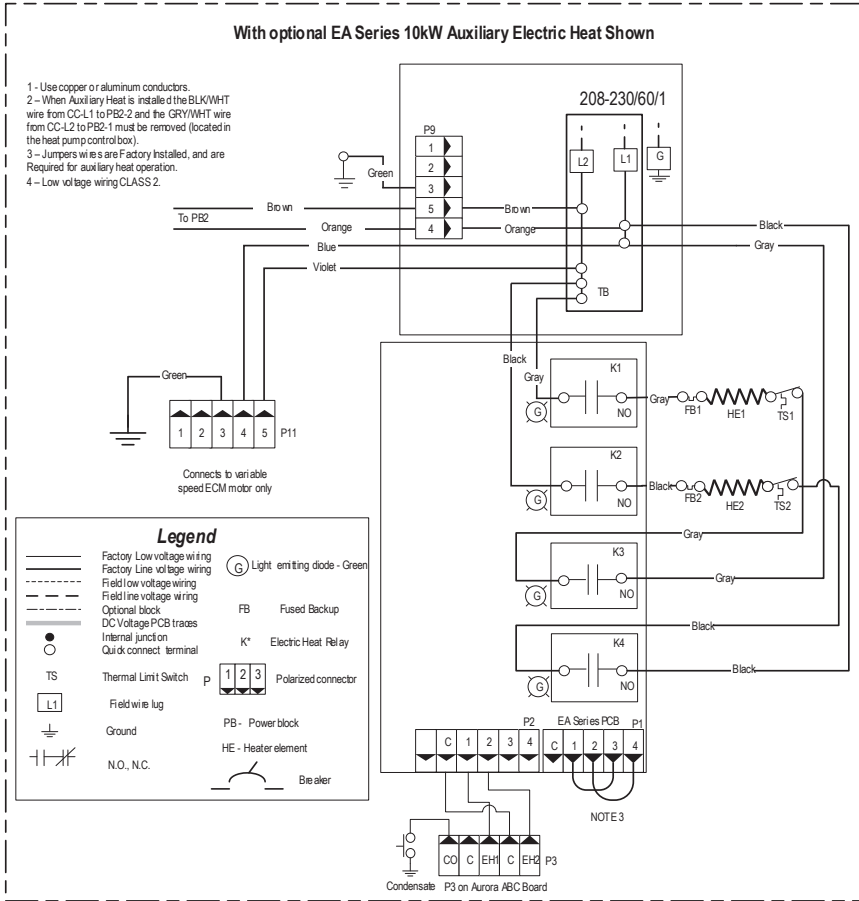 With optional EA Series 10kW Auxiliary Electric Heat Shown
1 - Use copper or aluminum conductors.
2 – When Auxiliary Heat is installed the BLK/WHT
wire from CC-L1 to PB2-2 and the GRY/WHT wire
from CC-L2 to PB2-1 must be removed (located in
the heat pump control box).
3 – Jumpers wires are Factory Installed, and are
Required for auxiliary heat operation.
4 – Low voltage wiring CLASS 2.
208-230/60/1
P9
1
2
3
5
4
L2
L1
G
Green
Brown
Brown
To PB2
Orange
Orange
Black
Blue
Gray
Violet
TB
Black
Gray
Green
1 2 3 4 5 P11
Connects to variable
speed ECM motor only
K1
G
NO
Gray
FB1
HE1
TS1
K2
G
NO
Black
FB2
HE2
TS2
Gray
K3
G
NO
Gray
Black
K4
G
NO
Black
Legend
Factory Low voltage wiring
Factory Line voltage wiring
Field low voltage wiring
Field line voltage wiring
Optional block
DC Voltage PCB traces
Internal junction
Quick connect terminal
TS Thermal Limit Switch
L1 Field wire lug
Ground
N.O., N.C.
G Light emitting diode - Green
FB Fused Backup
K* Electric Heat Relay
P 1 2 3 Polarized connector
PB - Power block
HE - Heater element
Breaker
P2
C 1 2 3 4
EA Series PCB P1
C 1 2 3 4
NOTE 3
CO C EH1 C EH2 P3
Condensate
P3 on Aurora ABC Board